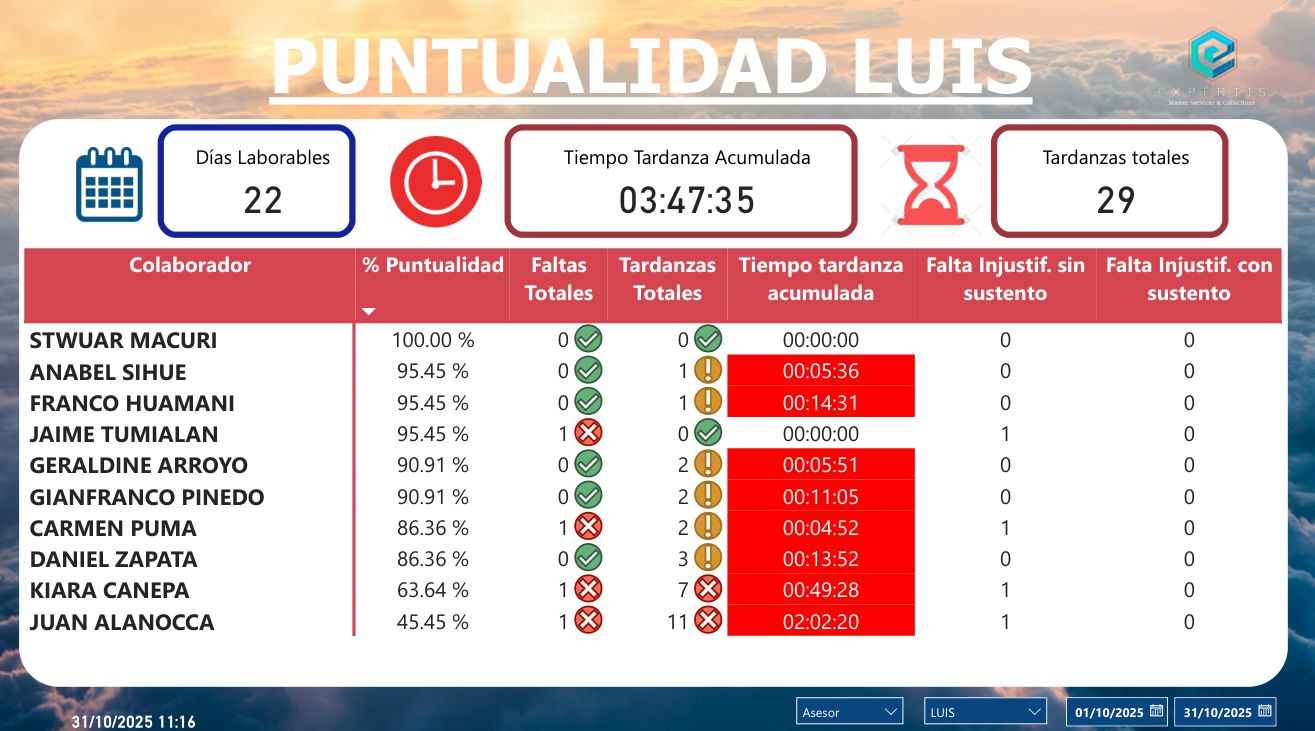 PUNTUALIDAD LUIS
EXPERTIS
Master Servicer & Collections
Días Laborables
22
Tiempo Tardanza Acumulada
03:47:35
Tardanzas totales
29
Colaborador % Puntualidad Faltas Totales Tardanzas Totales Tiempo tardanza acumulada Falta Injustif. sin sustento Falta Injustif. con sustento
STWUAR MACURI 100.00 % 0 0 00:00:00 0 0
ANABEL SIHUE 95.45 % 0 1 00:05:36 0 0
FRANCO HUAMANI 95.45 % 0 1 00:14:31 0 0
JAIME TUMIALAN 95.45 % 1 0 00:00:00 1 0
GERALDINE ARROYO 90.91 % 0 2 00:05:51 0 0
GIANFRANCO PINEDO 90.91 % 0 2 00:11:05 0 0
CARMEN PUMA 86.36 % 1 2 00:04:52 1 0
DANIEL ZAPATA 86.36 % 0 3 00:13:52 0 0
KIARA CANEPA 63.64 % 1 7 00:49:28 1 0
JUAN ALANOCCA 45.45 % 1 11 02:02:20 1 0
31/10/2025 11:16
Asesor
LUIS
01/10/2025
31/10/2025